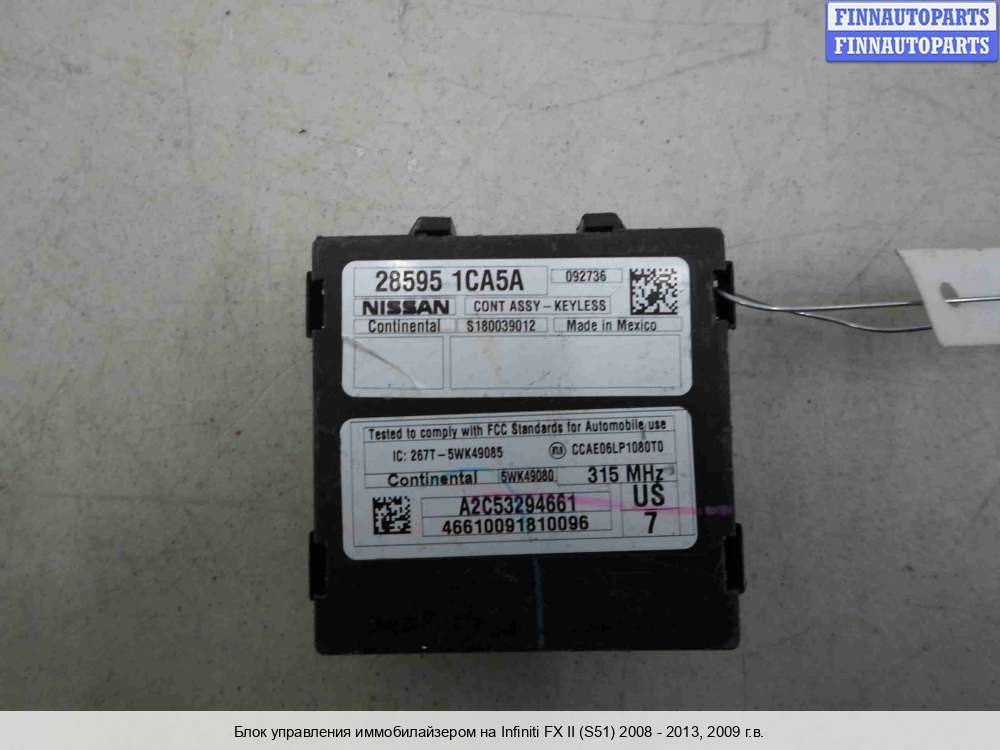 FINNAUTOPARTS
FINNAUTOPARTS
28595 1CA5A
092736
NISSAN
CONT ASSY - KEYLESS
Continental
S180039012
Made in Mexico
Tested to comply with FCC Standards for Automobile use
IC: 267T-5WK49085
CCAE06LP1080T0
Continental
5WK49080
315 MHz
A2C53294661
US
46610091810096
7
Блок управления иммобилайзером на Infiniti FX II (S51) 2008 - 2013, 2009 г.в.